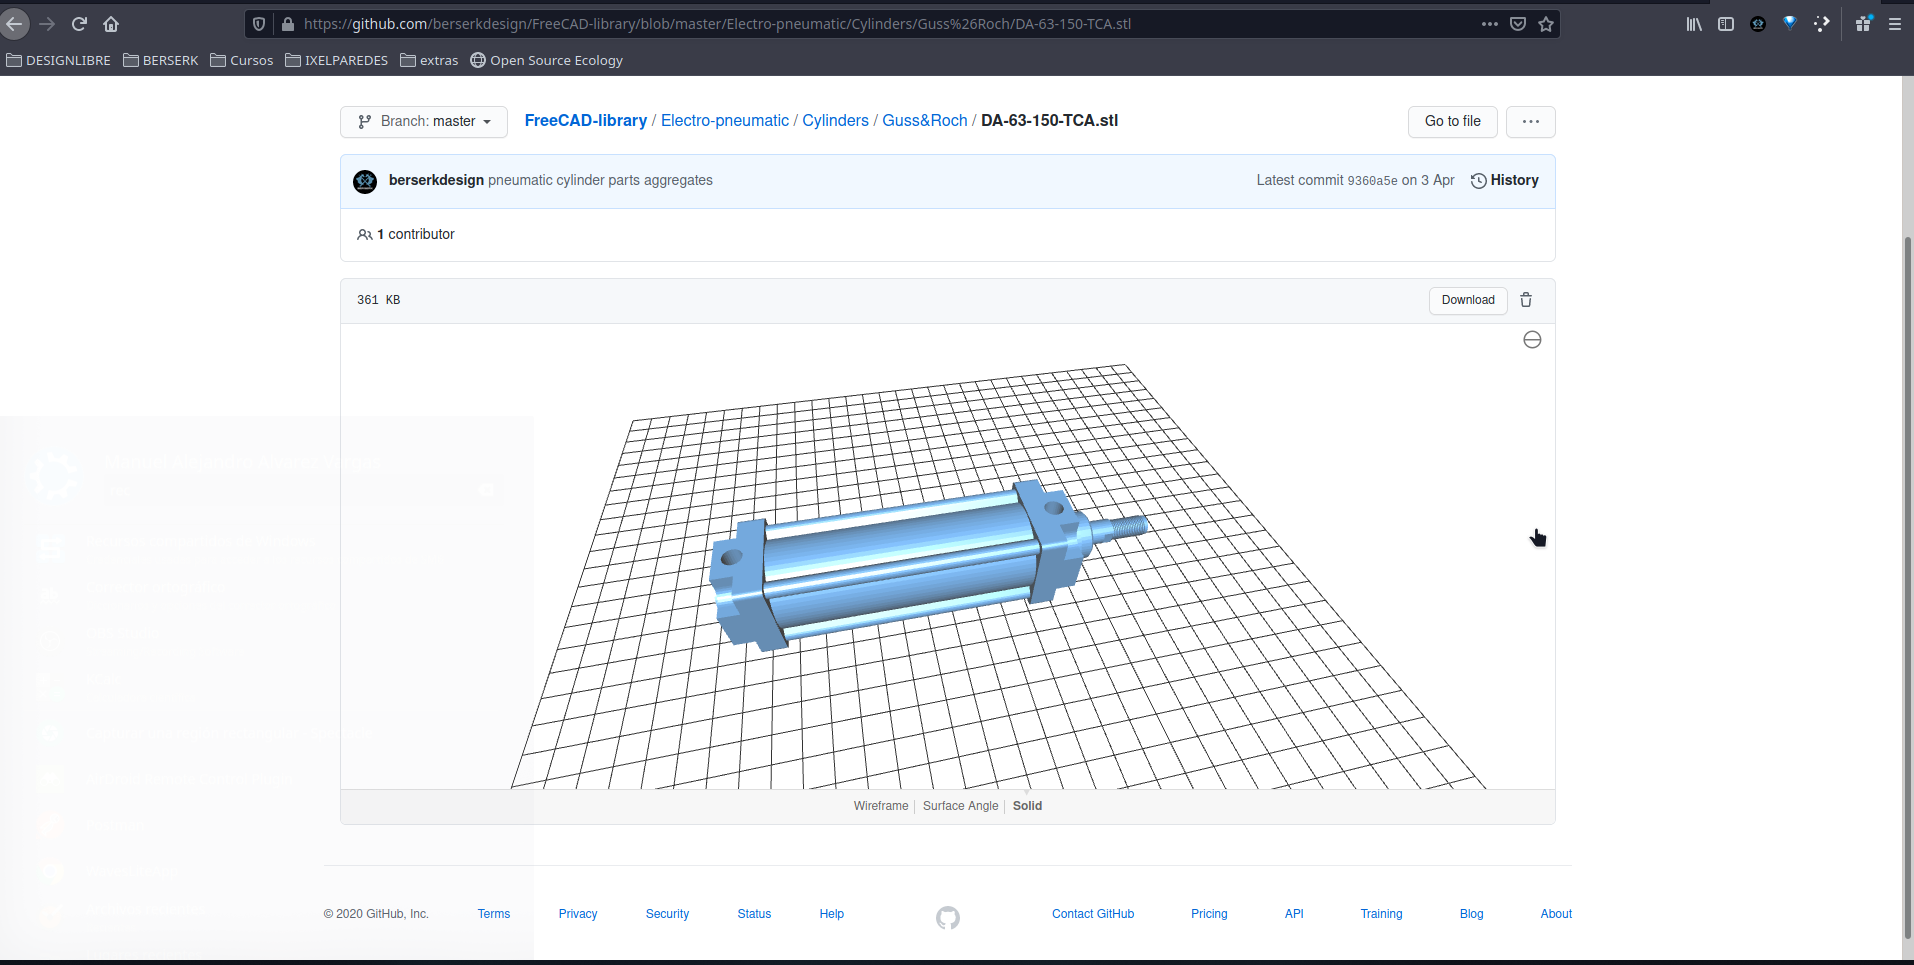 https://github.com/berserkdesign/FreeCAD-library/blob/master/Electro-pneumatic/Cylinders/Guss%26Roch/DA-63-150-TCA.stl
DESIGNLIBRE BERSERK Cursos IXELPAREDES extras Open Source Ecology
Branch: master FreeCAD-library / Electro-pneumatic / Cylinders / Guss&Roch / DA-63-150-TCA.stl Go to file
berserkdesign pneumatic cylinder parts aggregates Latest commit 9360a5e on 3 Apr History
1 contributor
361 KB Download
Wireframe Surface Angle Solid
© 2020 GitHub, Inc. Terms Privacy Security Status Help Contact GitHub Pricing API Training Blog About